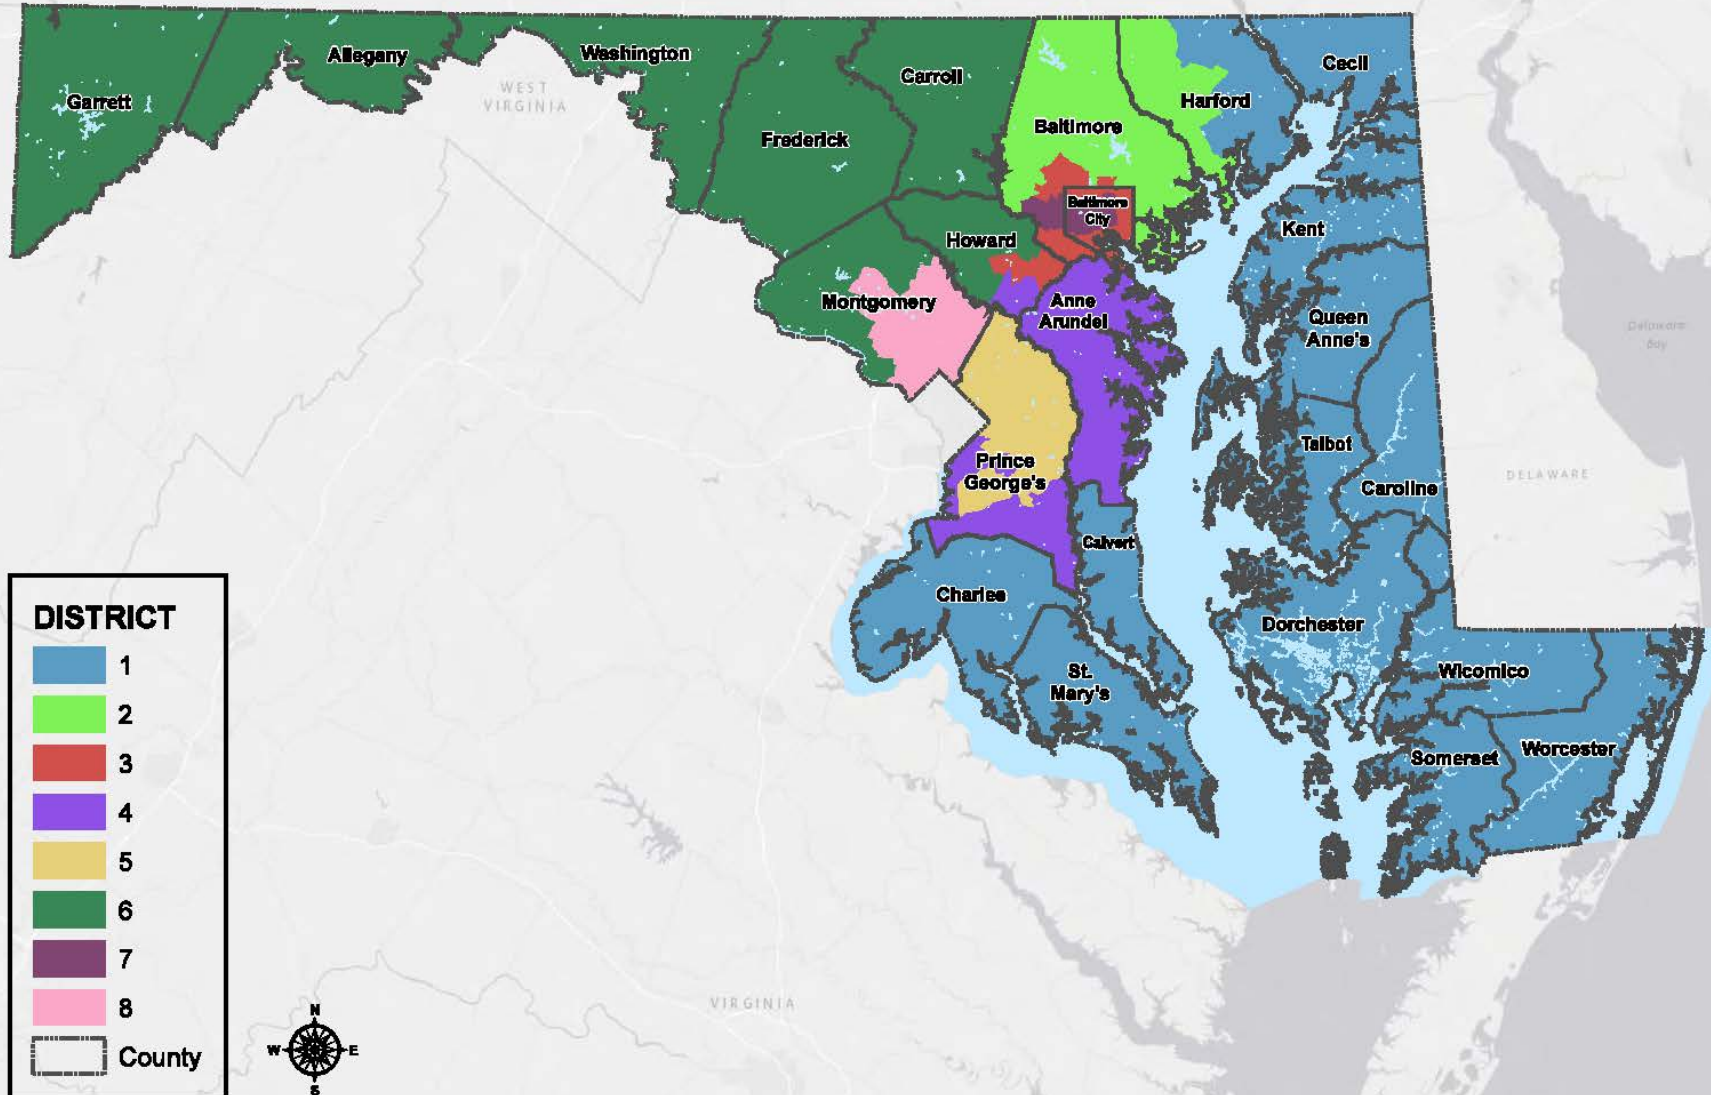 Allegany
Washington
Carroll
Cecil
Garrett
WEST
VIRGINIA
Harford
Frederick
Baltimore
Baltimore
City
Kent
Howard
Montgomery
Anne
Arundel
Queen
Anne's
Delaware
Bay
Talbot
Prince
George's
Caroline
DELAWARE
Calvert
Charles
Dorchester
St.
Mary's
Wicomico
Somerset
Worcester
VIRGINIA
DISTRICT
1
2
3
4
5
6
7
8
County
N
W
E
S